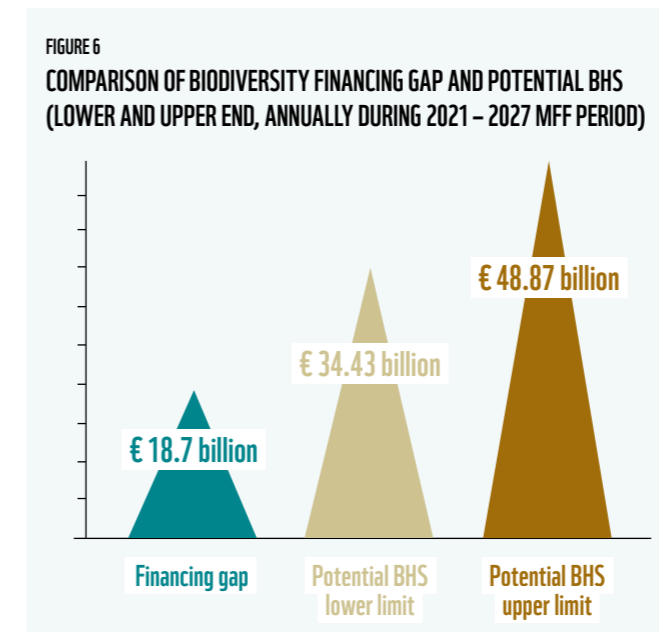 FIGURE 6
COMPARISON OF BIODIVERSITY FINANCING GAP AND POTENTIAL BHS
(LOWER AND UPPER END, ANNUALLY DURING 2021 – 2027 MFF PERIOD)
€ 18.7 billion
€ 34.43 billion
€ 48.87 billion
Financing gap
Potential BHS
lower limit
Potential BHS
upper limit